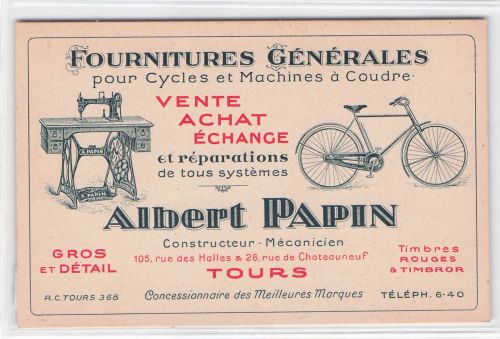 FOURNITURES GÉNÉRALES
pour Cycles et Machines à Coudre
VENTE
ACHAT
ÉCHANGE
et réparations
de tous systèmes
A. PAPIN
PAPIN
Albert PAPIN
Constructeur - Mécanicien
105, rue des Halles & 26, rue de Chateauneuf
TOURS
GROS
ET DÉTAIL
Timbres
ROUGES
& TIMBROR
R.C. TOURS 368
Concessionnaire des Meilleures Marques
TÉLÉPH. 6-40